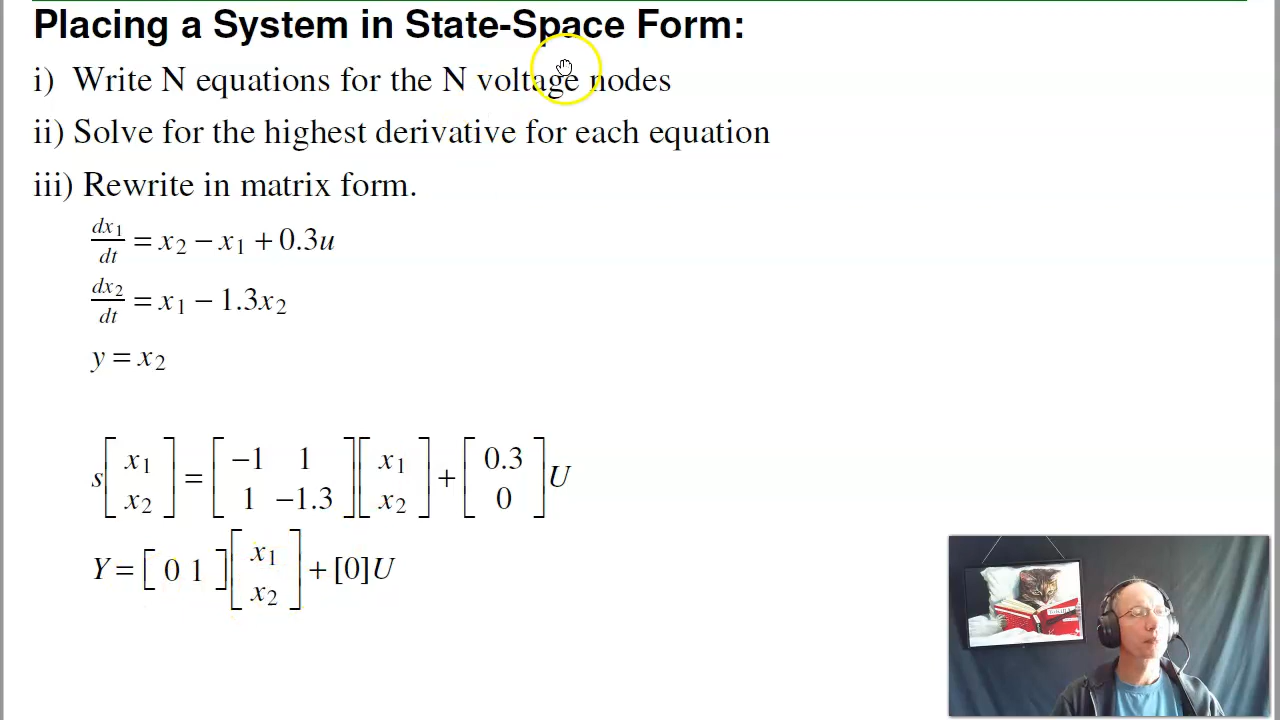 Placing a System in State-Space Form:
i) Write N equations for the N voltage nodes
ii) Solve for the highest derivative for each equation
iii) Rewrite in matrix form.
dx₁/dt = x₂ − x₁ + 0.3u
dx₂/dt = x₁ − 1.3x₂
y = x₂
s[x₁; x₂] = [−1 1; 1 −1.3][x₁; x₂] + [0.3; 0]U
Y = [0 1][x₁; x₂] + [0]U